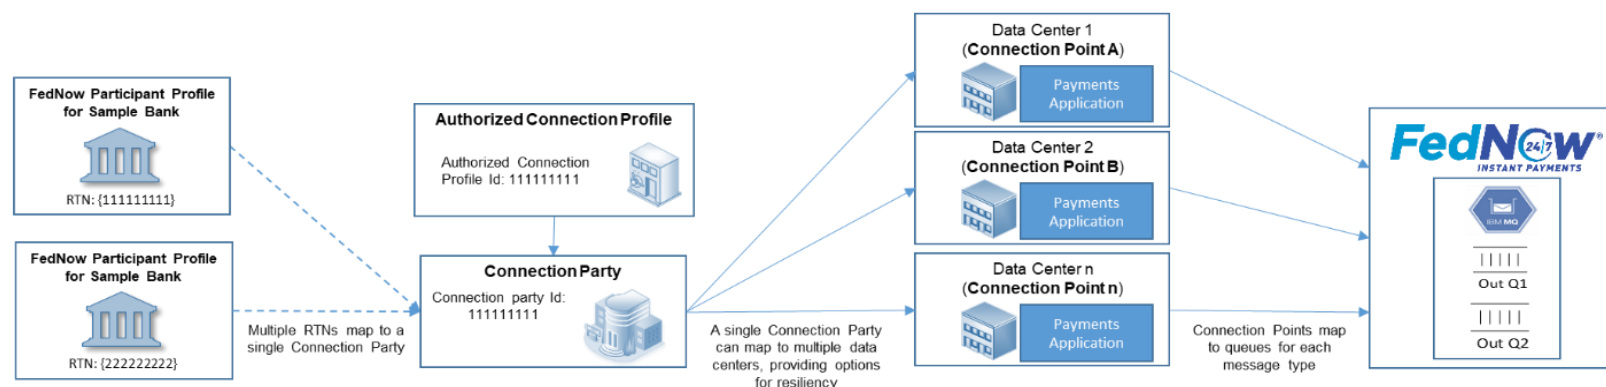 FedNow Participant Profile
for Sample Bank
RTN: {111111111}
FedNow Participant Profile
for Sample Bank
RTN: {222222222}
Multiple RTNs map to a
single Connection Party
Authorized Connection Profile
Authorized Connection
Profile Id: 111111111
Connection Party
Connection party Id:
111111111
A single Connection Party
can map to multiple data
centers, providing options
for resiliency
Data Center 1
(Connection Point A)
Payments
Application
Data Center 2
(Connection Point B)
Payments
Application
Data Center n
(Connection Point n)
Payments
Application
Connection Points map
to queues for each
message type
FedNow®
24/7
INSTANT PAYMENTS
IBM MQ
Out Q1
Out Q2